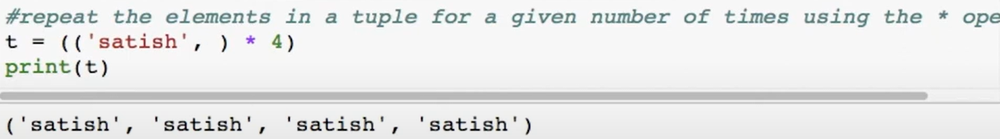 #repeat the elements in a tuple for a given number of times using the * ope
t = (('satish', ) * 4)
print(t)
('satish', 'satish', 'satish', 'satish')